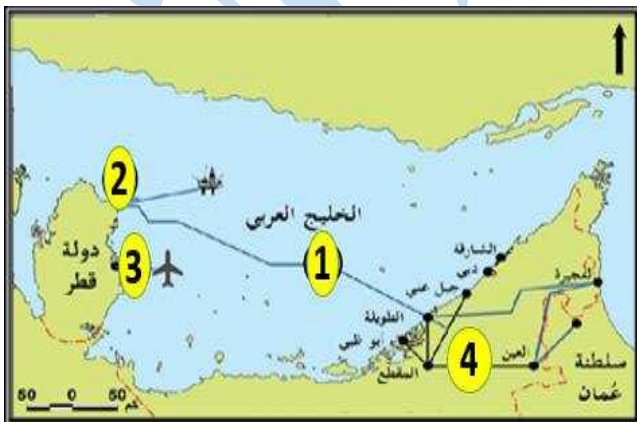 2
الخليج العربي
دولة
قطر
3
1
الشارقة
دبي
جبل علي
الفجيرة
الطويلة
أبو ظبي
المقطع
4
العين
سلطنة
عُمان
50 0 50
كم